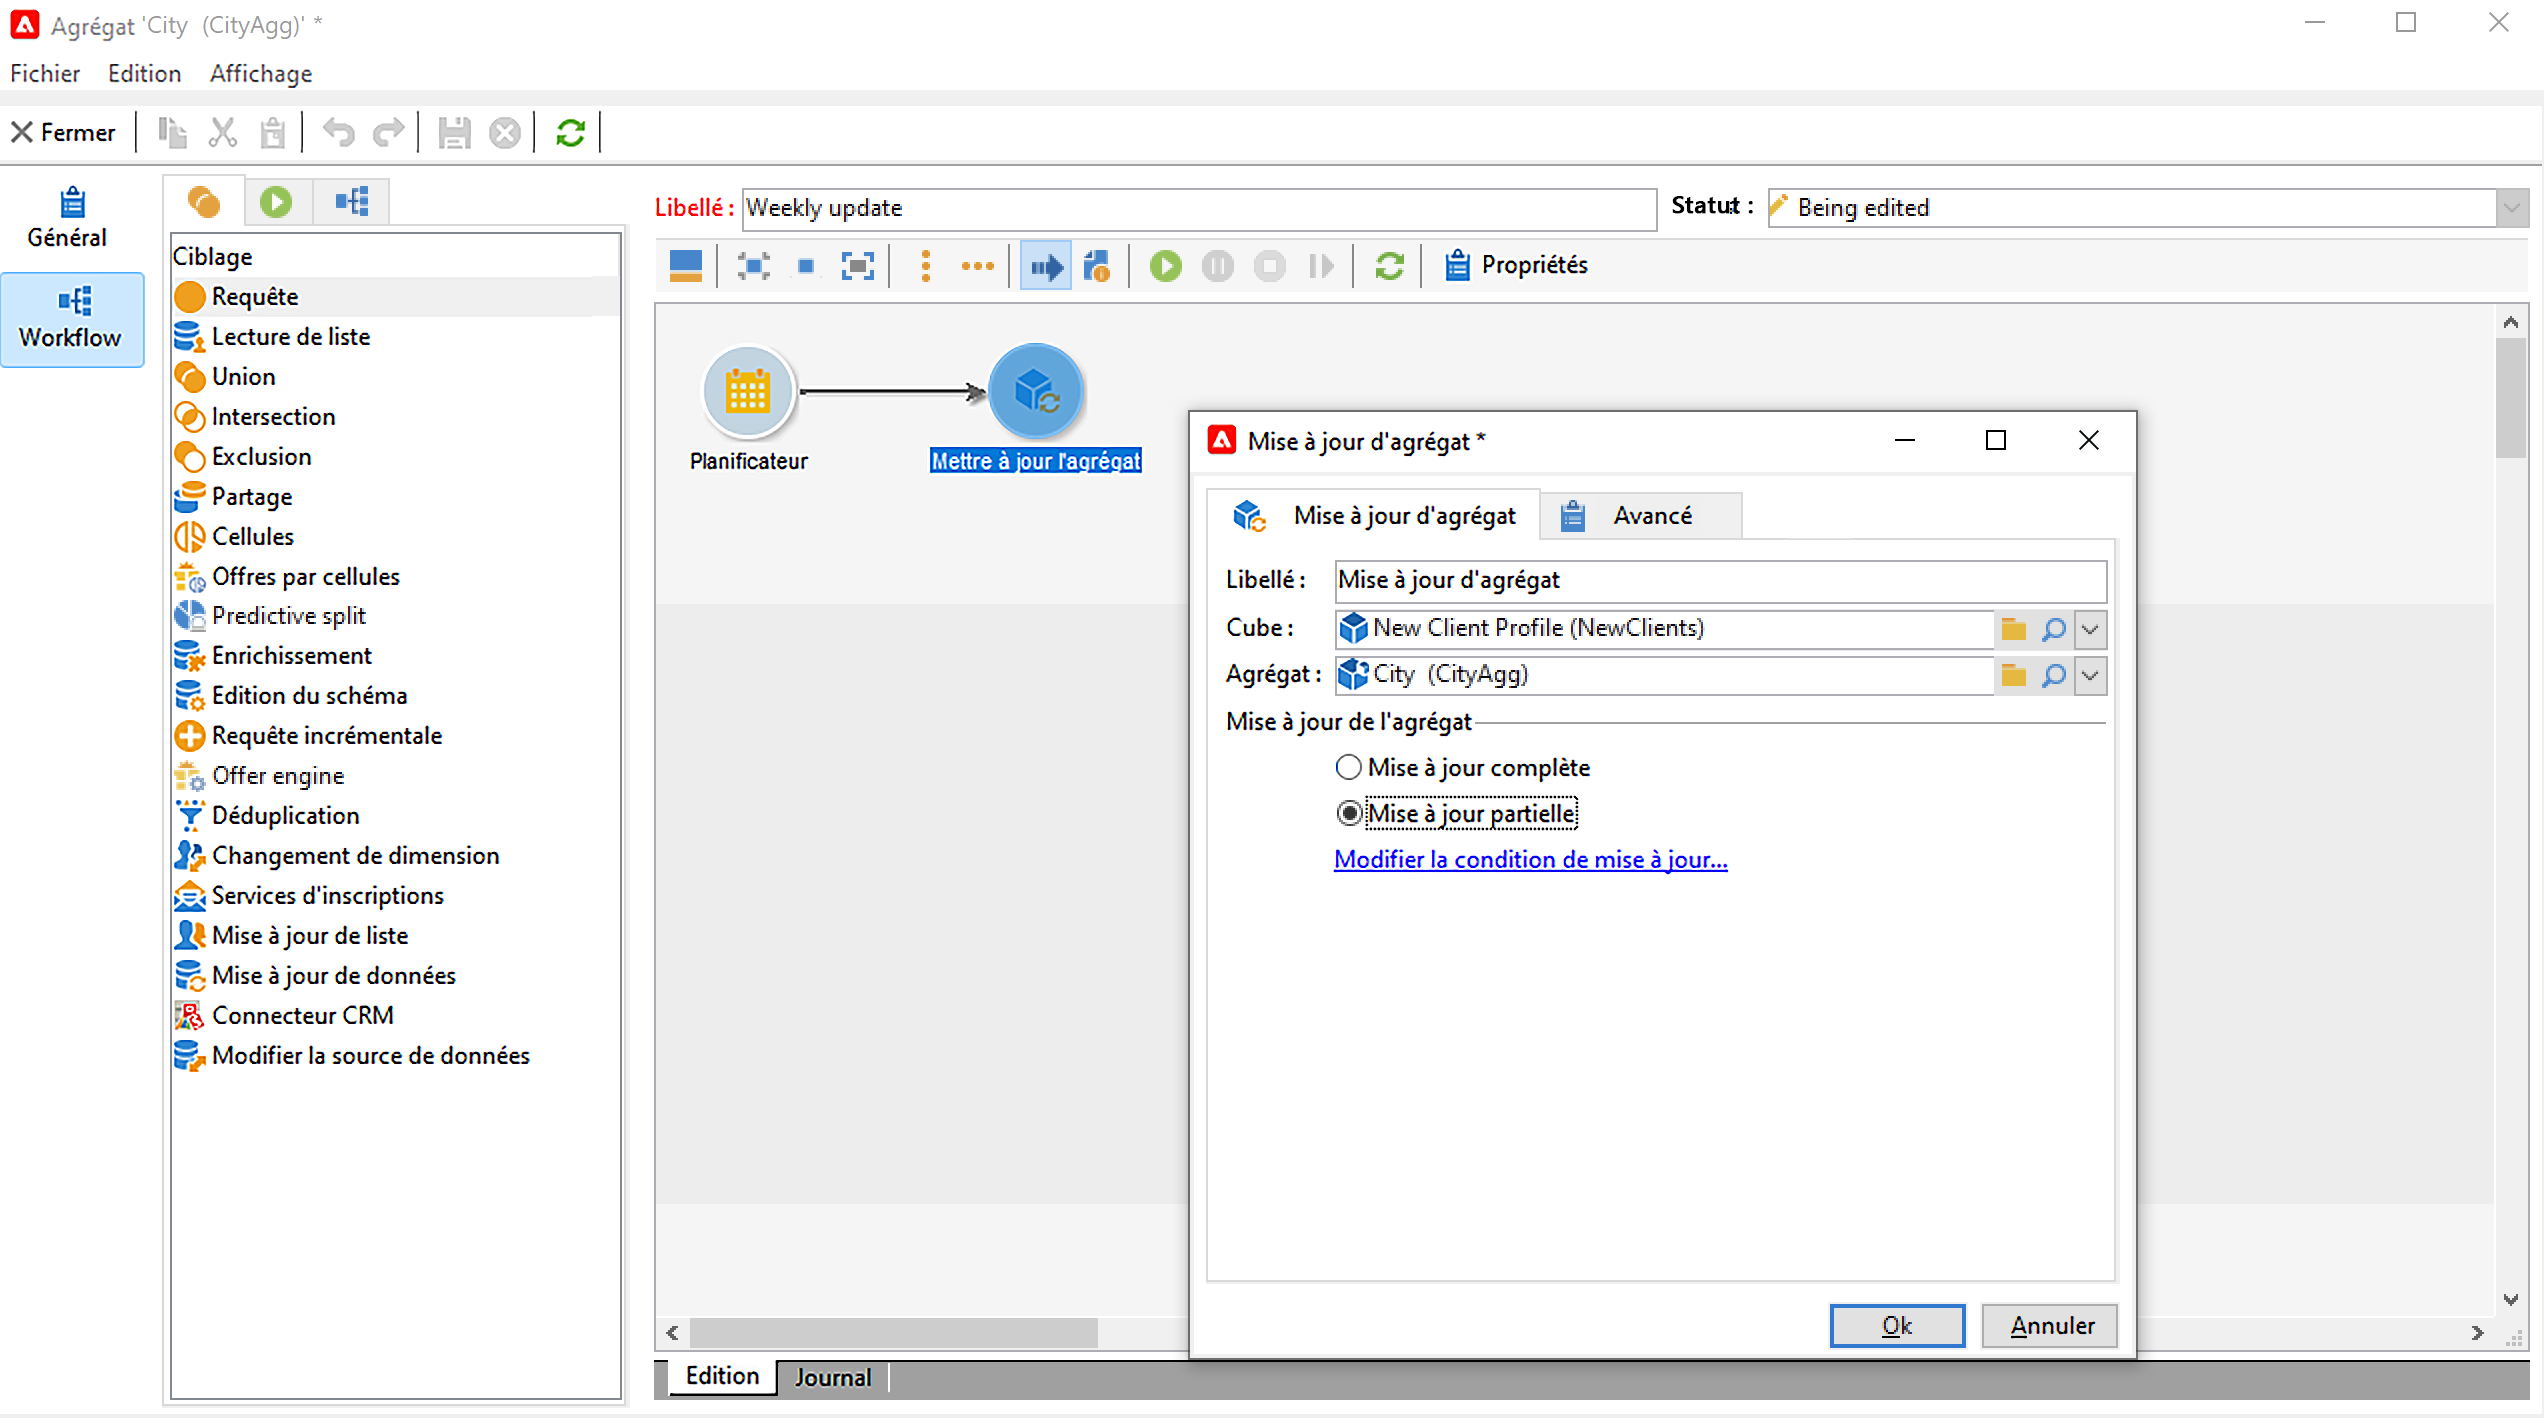 Agrégat 'City  (CityAgg)' *
Fichier Edition Affichage
Fermer
Général
Workflow
Ciblage
Requête
Lecture de liste
Union
Intersection
Exclusion
Partage
Cellules
Offres par cellules
Predictive split
Enrichissement
Edition du schéma
Requête incrémentale
Offer engine
Déduplication
Changement de dimension
Services d'inscriptions
Mise à jour de liste
Mise à jour de données
Connecteur CRM
Modifier la source de données
Libellé : Weekly update Statut : Being edited
Propriétés
Planificateur Mettre à jour l'agrégat
Mise à jour d'agrégat *
Mise à jour d'agrégat Avancé
Libellé : Mise à jour d'agrégat
Cube : New Client Profile (NewClients)
Agrégat : City  (CityAgg)
Mise à jour de l'agrégat
Mise à jour complète
Mise à jour partielle
Modifier la condition de mise à jour...
Ok Annuler
Edition Journal